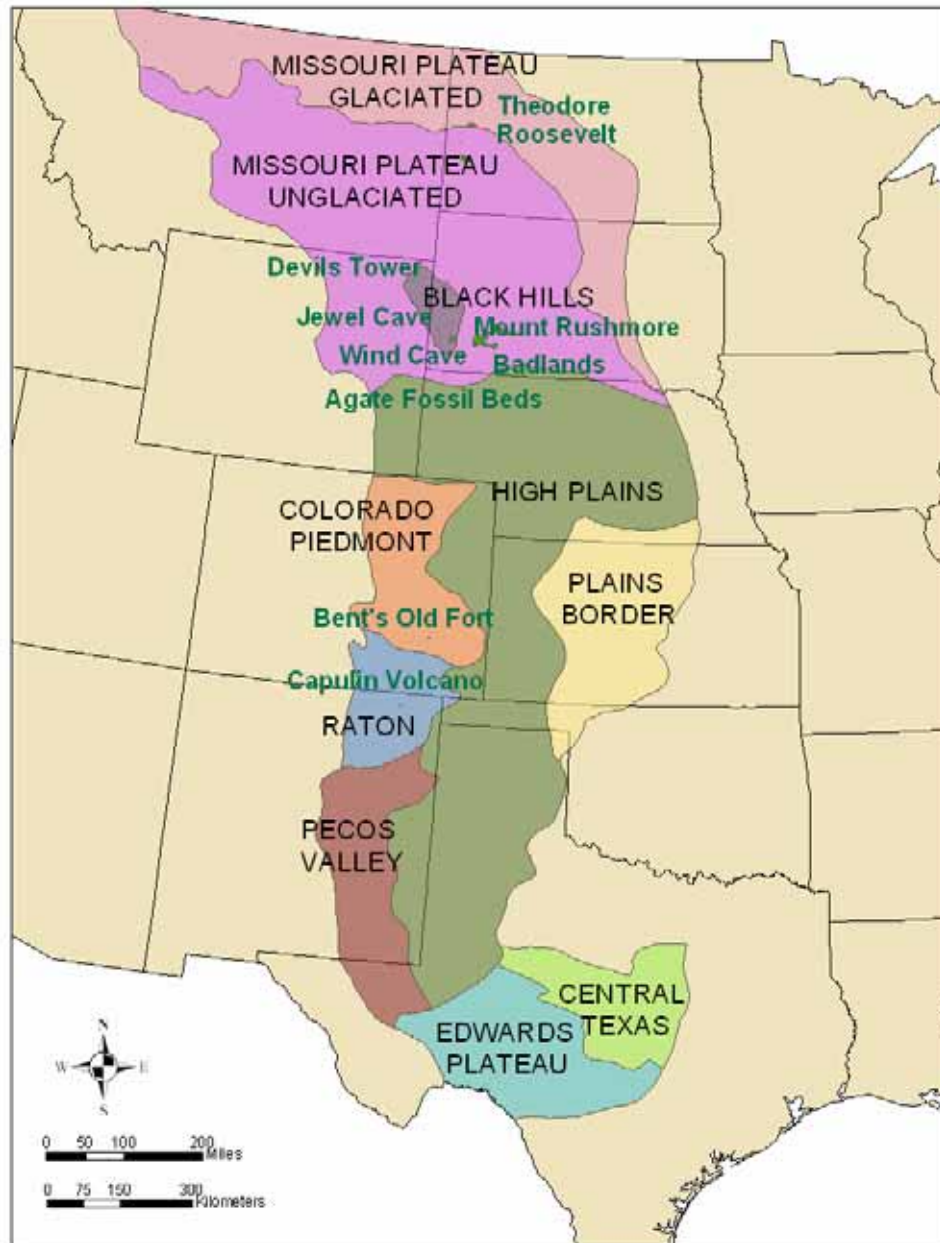 MISSOURI PLATEAU
GLACIATED
Theodore
Roosevelt
MISSOURI PLATEAU
UNGLACIATED
Devils Tower
BLACK HILLS
Jewel Cave
Mount Rushmore
Wind Cave
Badlands
Agate Fossil Beds
HIGH PLAINS
COLORADO
PIEDMONT
PLAINS
BORDER
Bent's Old Fort
Capulin Volcano
RATON
PECOS
VALLEY
CENTRAL
TEXAS
EDWARDS
PLATEAU
N
W E
S
0 50 100 200
Miles
0 75 150 300
Kilometers